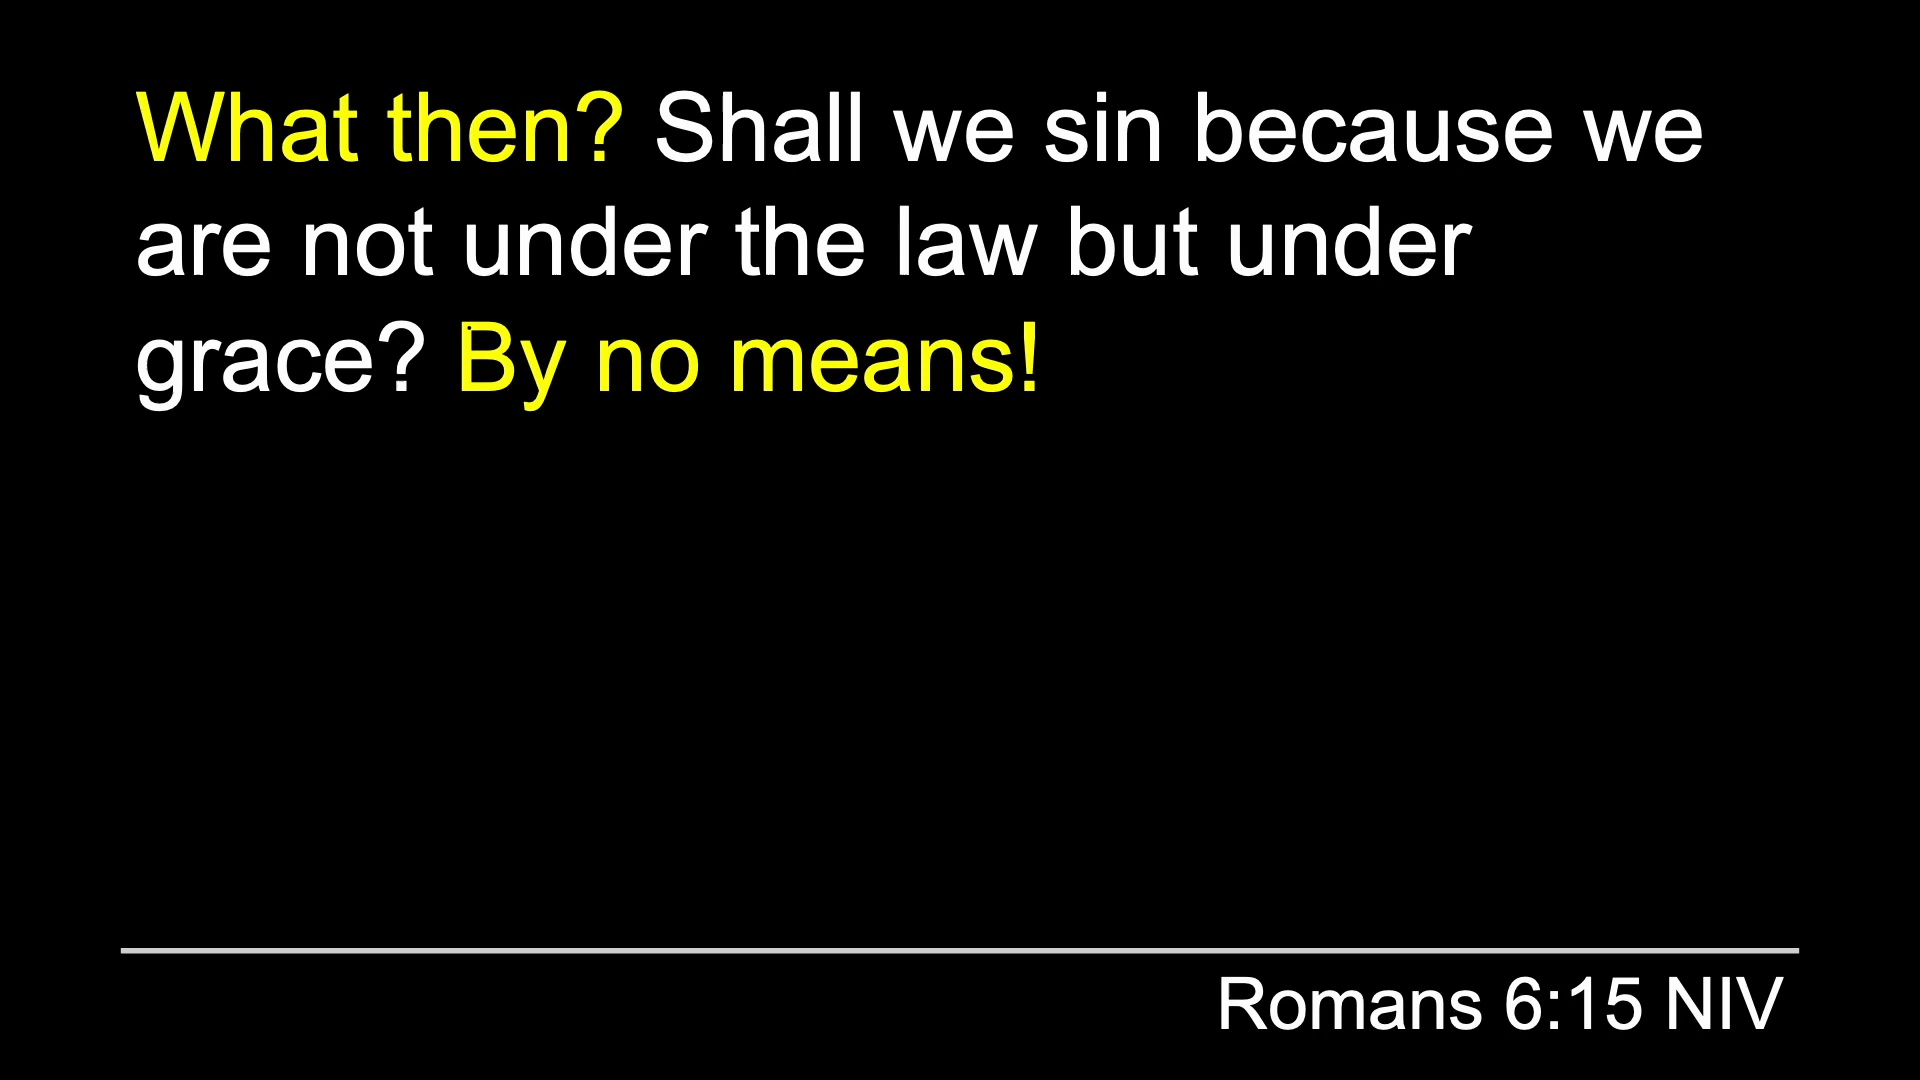 What then? Shall we sin because we
are not under the law but under
grace? By no means!
Romans 6:15 NIV